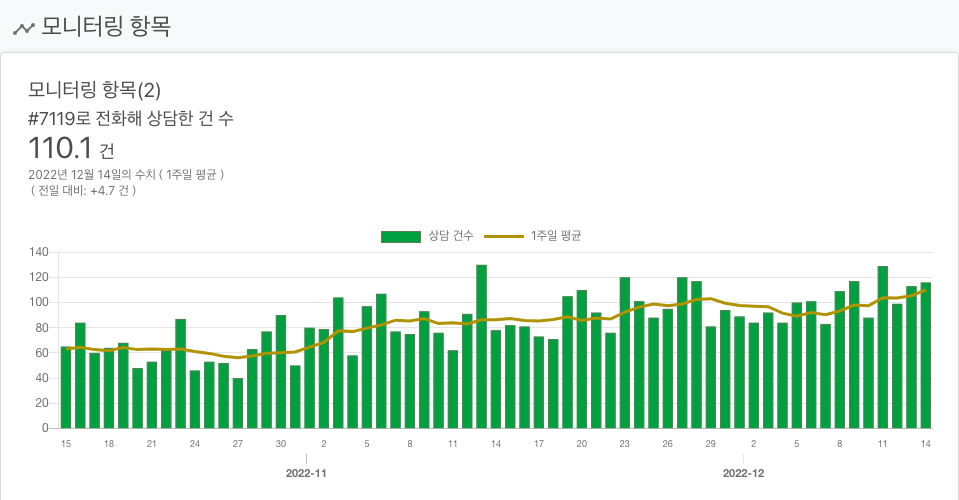 모니터링 항목
모니터링 항목(2)
#7119로 전화해 상담한 건 수
110.1 건
2022년 12월 14일의 수치 ( 1주일 평균 )
( 전일 대비: +4.7 건 )
상담 건수 1주일 평균
140
120
100
80
60
40
20
0
15 18 21 24 27 30 2 5 8 11 14 17 20 23 26 29 2 5 8 11 14
2022-11 2022-12